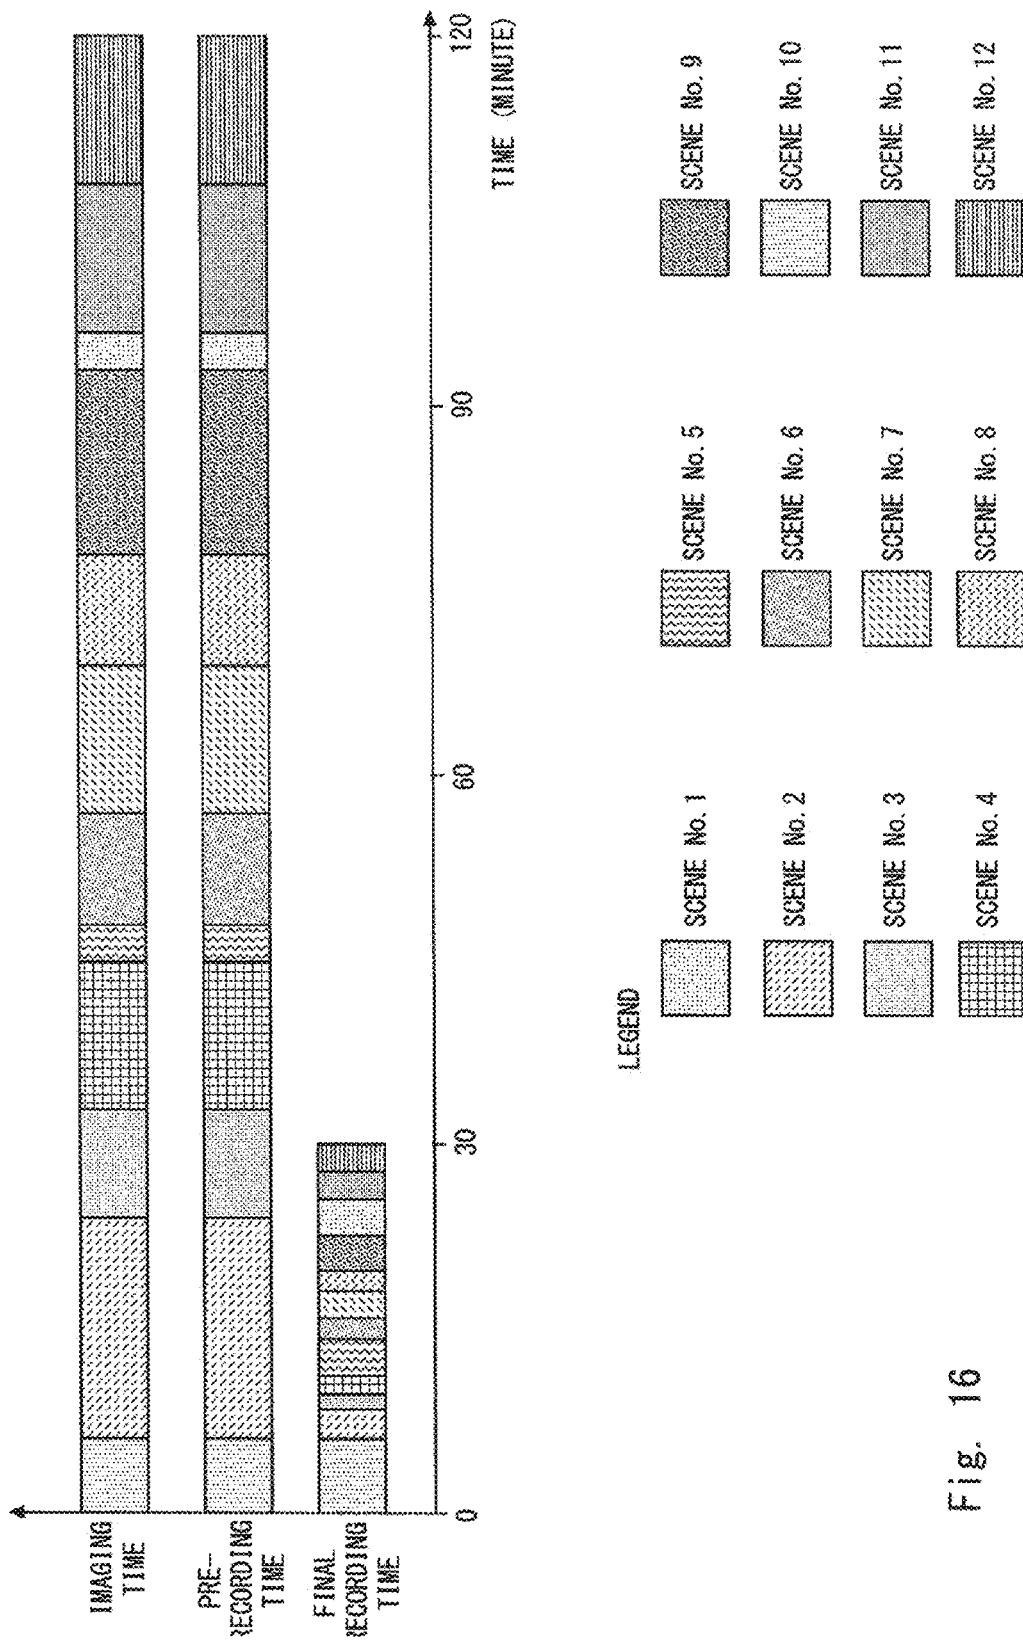 IMAGING
TIME
PRE-
RECORDING
TIME
FINAL
RECORDING
TIME
0
30
60
90
120
TIME (MINUTE)
LEGEND
SCENE No. 1
SCENE No. 2
SCENE No. 3
SCENE No. 4
SCENE No. 5
SCENE No. 6
SCENE No. 7
SCENE No. 8
SCENE No. 9
SCENE No. 10
SCENE No. 11
SCENE No. 12
Fig. 16